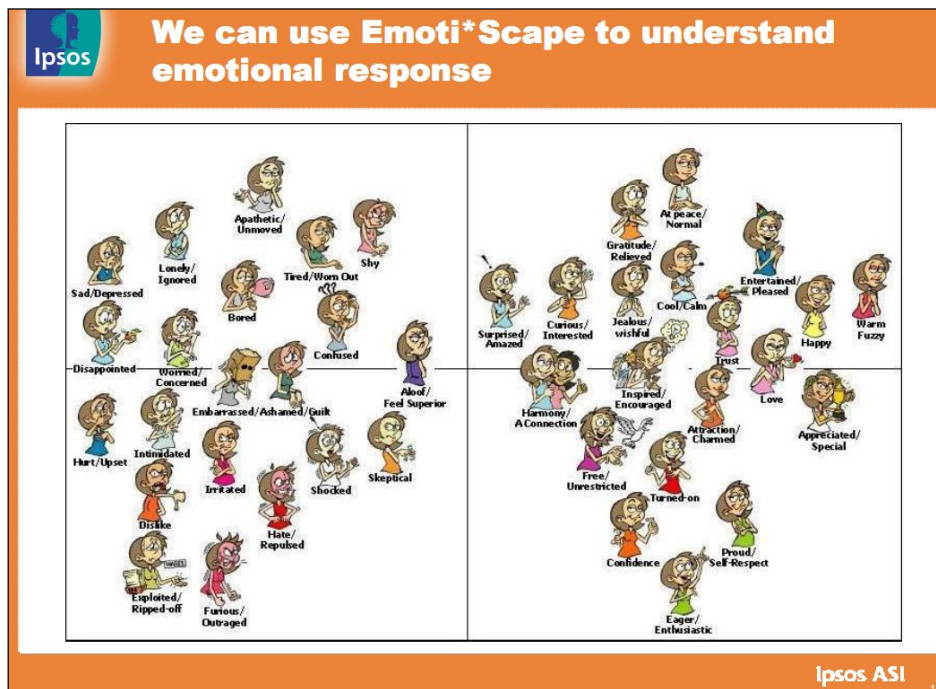 Ipsos
We can use Emoti*Scape to understand
emotional response
Apathetic/
Unmoved
Lonely/
Ignored
Tired/Worn Out
Shy
Sad/Depressed
Bored
Confused
Disappointed
Worried/
Concerned
Embarrassed/Ashamed/Guilt
Aloof/
Feel Superior
Hurt/Upset
Intimidated
Irritated
Shocked
Skeptical
Dislike
Hate/
Repulsed
Exploited/
Ripped-off
Furious/
Outraged
At peace/
Normal
Gratitude/
Relieved
Entertained/
Pleased
Cool/Calm
Surprised/
Amazed
Curious/
Interested
Jealous/
wishful
Trust
Happy
Warm
Fuzzy
Harmony/
A Connection
Inspired/
Encouraged
Love
Attraction/
Charmed
Appreciated/
Special
Free/
Unrestricted
Turned-on
Confidence
Proud/
Self-Respect
Eager/
Enthusiastic
Ipsos ASI